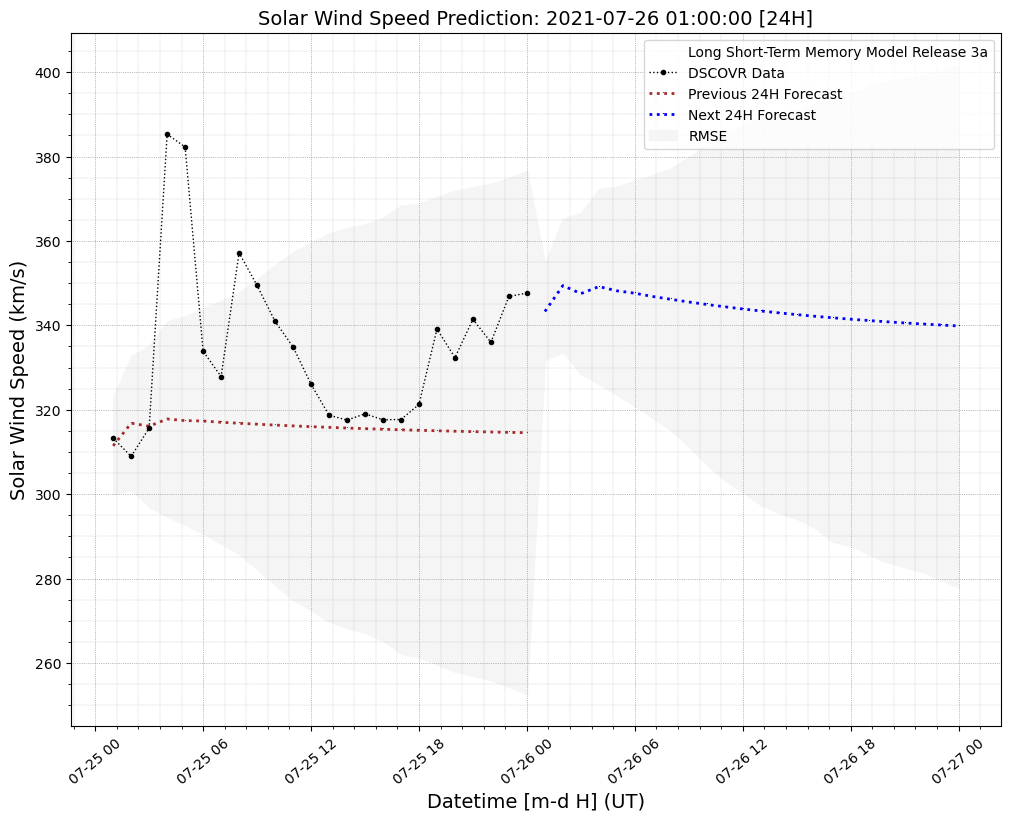 Solar Wind Speed Prediction: 2021-07-26 01:00:00 [24H]
Long Short-Term Memory Model Release 3a
DSCOVR Data
Previous 24H Forecast
Next 24H Forecast
RMSE
Solar Wind Speed (km/s)
400
380
360
340
320
300
280
260
07-25 00
07-25 06
07-25 12
07-25 18
07-26 00
07-26 06
07-26 12
07-26 18
07-27 00
Datetime [m-d H] (UT)